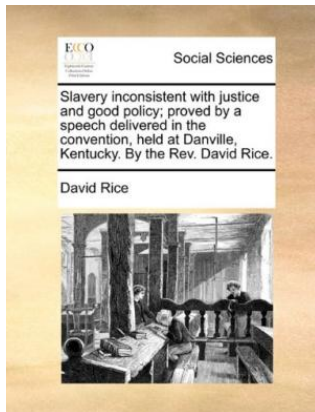 ECCO
Social Sciences
Slavery inconsistent with justice
and good policy; proved by a
speech delivered in the
convention, held at Danville,
Kentucky. By the Rev. David Rice.
David Rice